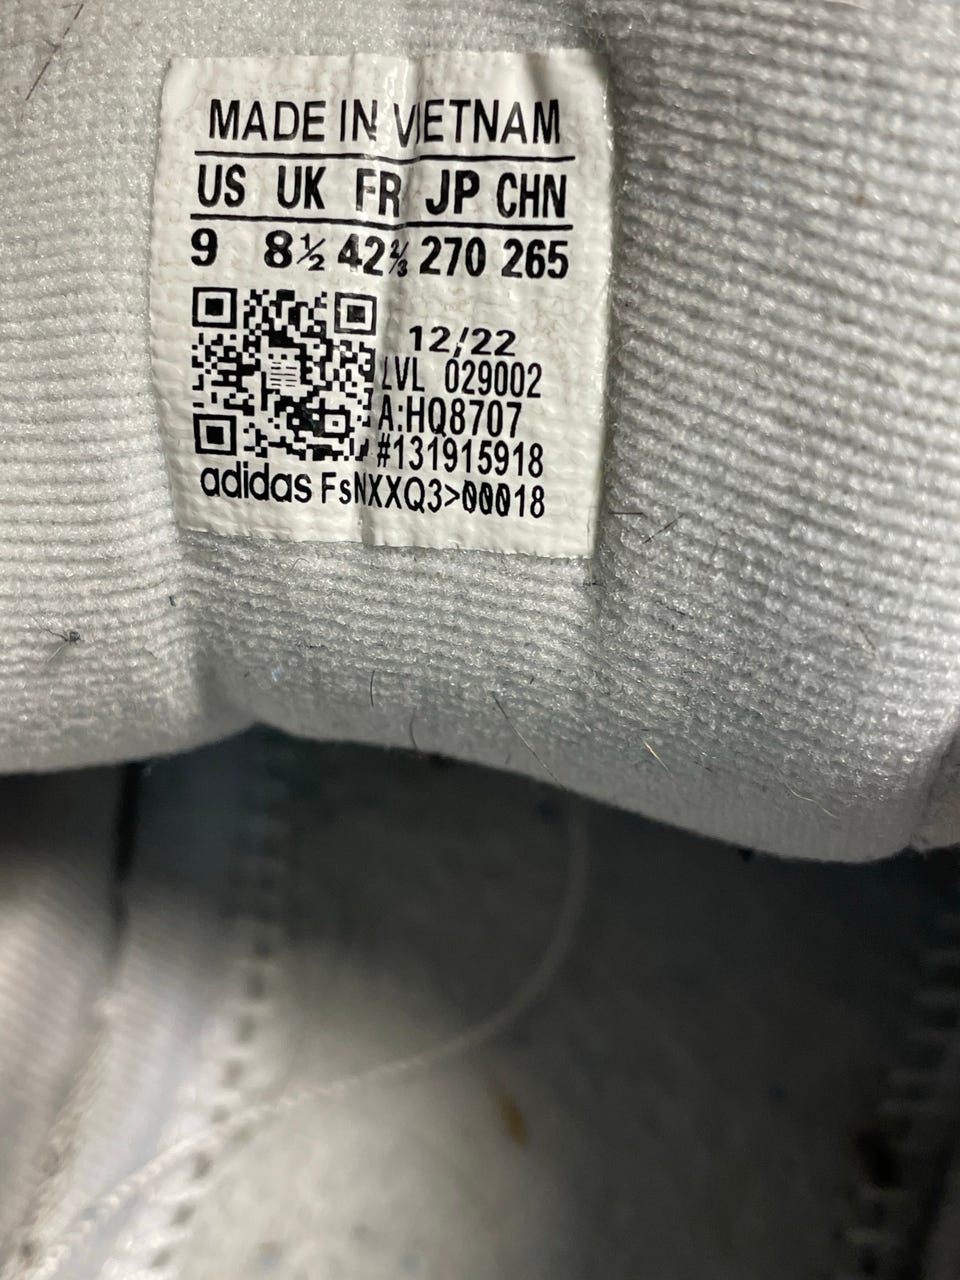 MADE IN VIETNAM
US UK FR JP CHN
9 8½ 42⅔ 270 265
12/22
LVL 029002
A:HQ8707
#131915918
adidas FsNXXQ3>00018